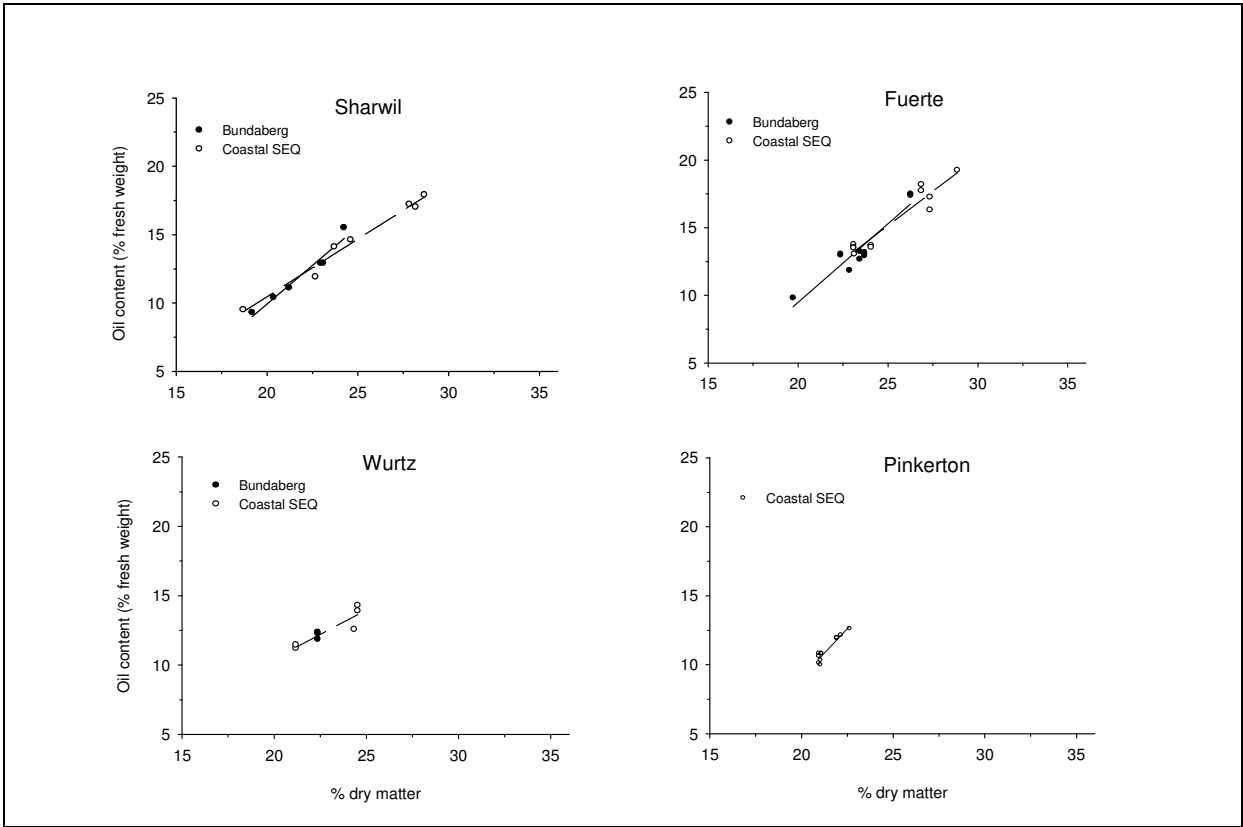 Sharwil
Bundaberg
Coastal SEQ
Oil content (% fresh weight)
25
20
15
10
5
15 20 25 30 35
Fuerte
Bundaberg
Coastal SEQ
25
20
15
10
5
15 20 25 30 35
Wurtz
Bundaberg
Coastal SEQ
Oil content (% fresh weight)
25
20
15
10
5
15 20 25 30 35
% dry matter
Pinkerton
Coastal SEQ
25
20
15
10
5
15 20 25 30 35
% dry matter